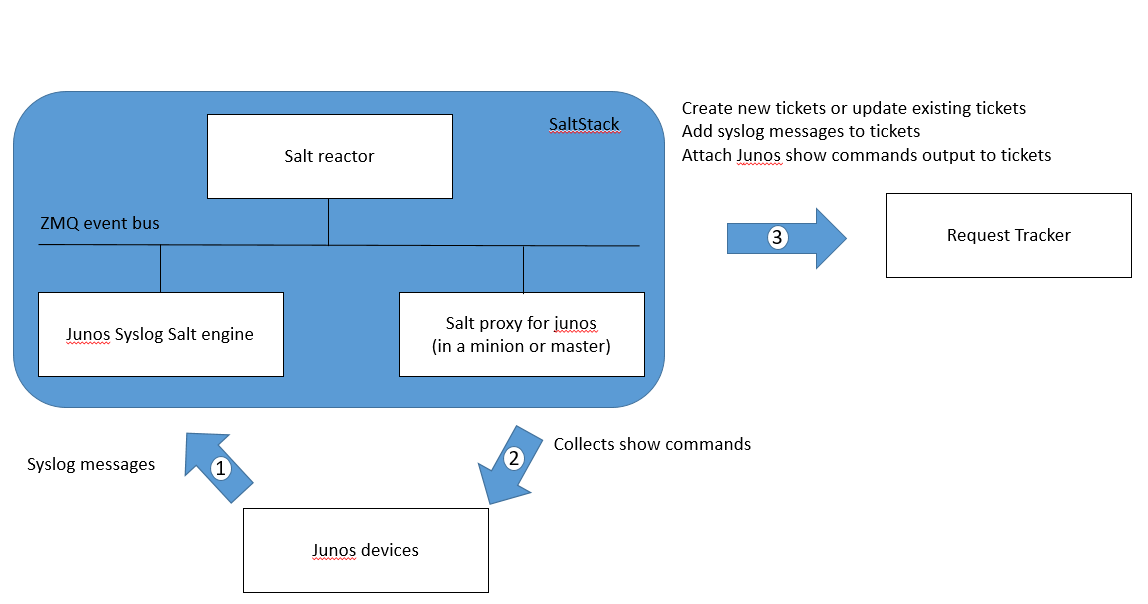 Create new tickets or update existing tickets
Add syslog messages to tickets
Attach Junos show commands output to tickets
SaltStack
Salt reactor
ZMQ event bus
3
Request Tracker
Junos Syslog Salt engine
Salt proxy for junos
(in a minion or master)
Syslog messages
1
2
Collects show commands
Junos devices